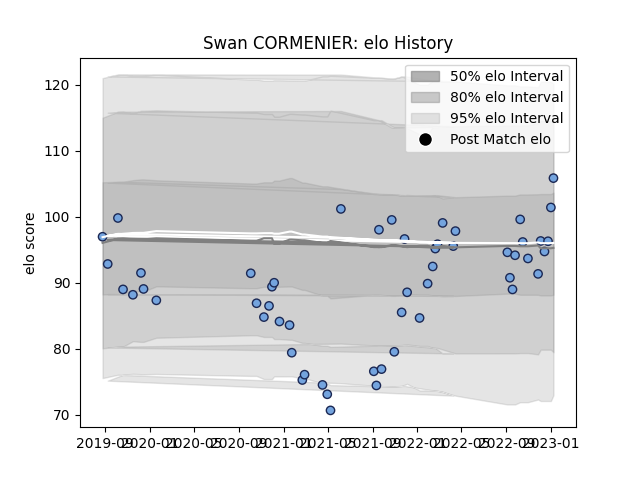 Swan CORMENIER: elo History
50% elo Interval
80% elo Interval
95% elo Interval
Post Match elo
elo score
120
110
100
90
80
70
2019-09 2020-01 2020-05 2020-09 2021-01 2021-05 2021-09 2022-01 2022-05 2022-09 2023-01